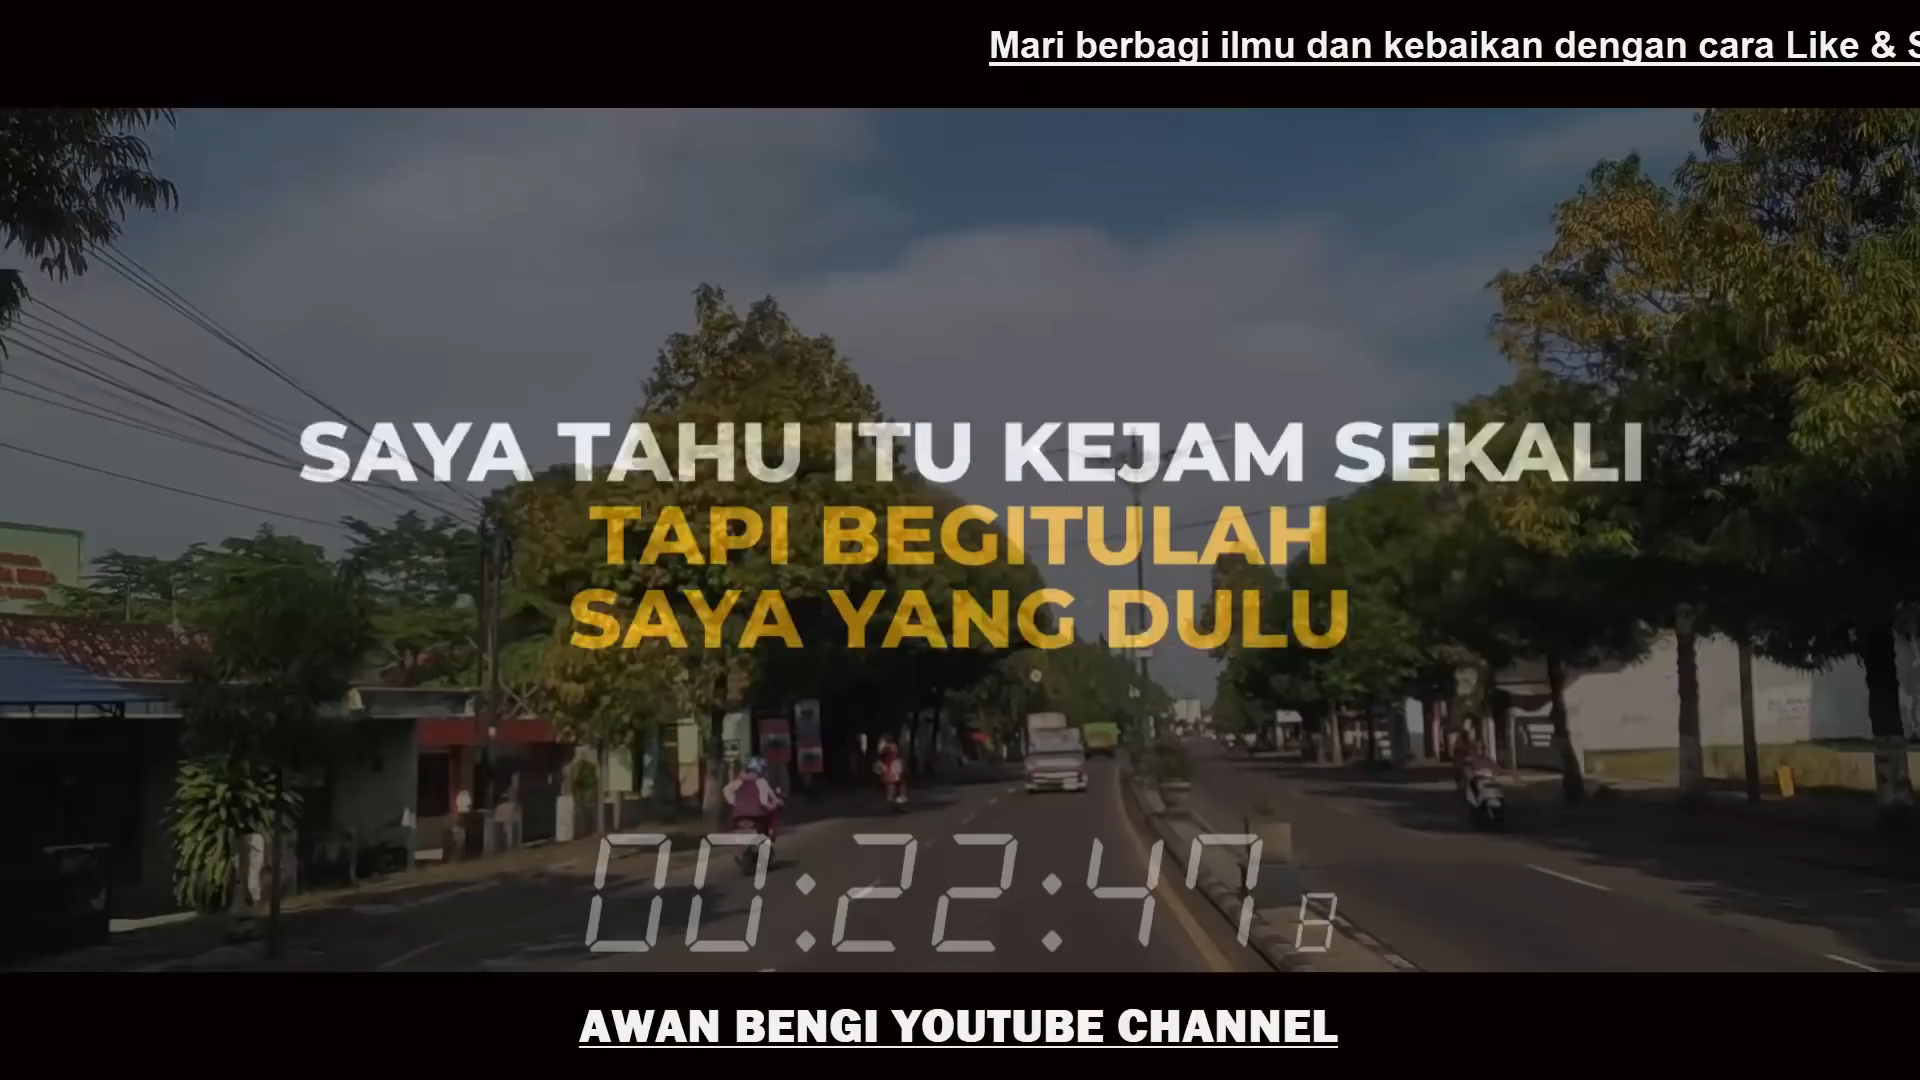 Mari berbagi ilmu dan kebaikan dengan cara Like &
SAYA TAHU ITU KEJAM SEKALI
TAPI BEGITULAH
SAYA YANG DULU
00:22:47 8
AWAN BENGI YOUTUBE CHANNEL